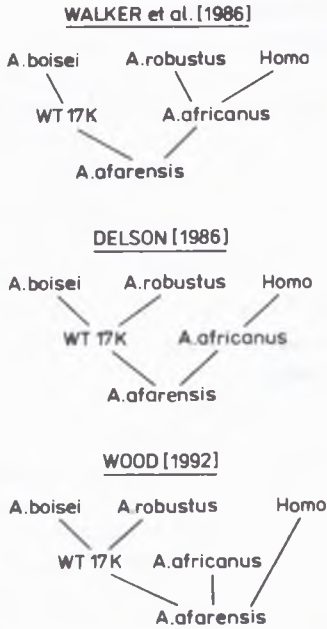 WALKER et al. [1986]
A.boisei A.robustus Homo
WT 17K A.africanus
A.afarensis
DELSON [1986]
A.boisei A.robustus Homo
WT 17K A.africanus
A.afarensis
WOOD [1992]
A.boisei A.robustus Homo
WT 17K A.africanus
A.afarensis